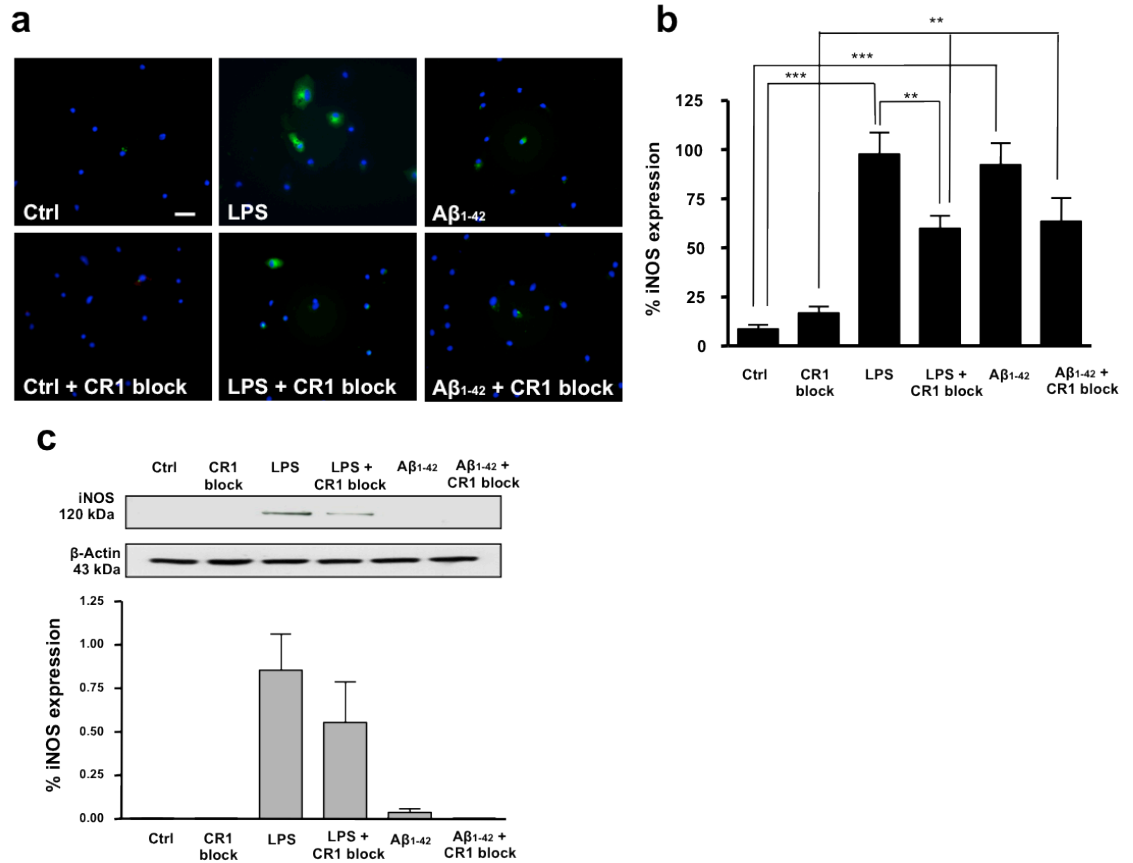 a
Ctrl
LPS
Aβ1-42
Ctrl + CR1 block
LPS + CR1 block
Aβ1-42 + CR1 block
b
**
***
***
**
% iNOS expression
125
100
75
50
25
0
Ctrl
CR1
block
LPS
LPS +
CR1 block
Aβ1-42
Aβ1-42 +
CR1 block
c
Ctrl
CR1
block
LPS
LPS +
CR1 block
Aβ1-42
Aβ1-42 +
CR1 block
iNOS
120 kDa
β-Actin
43 kDa
% iNOS expression
1.25
1.00
0.75
0.50
0.25
0.00
Ctrl
CR1
block
LPS
LPS +
CR1 block
Aβ1-42
Aβ1-42 +
CR1 block